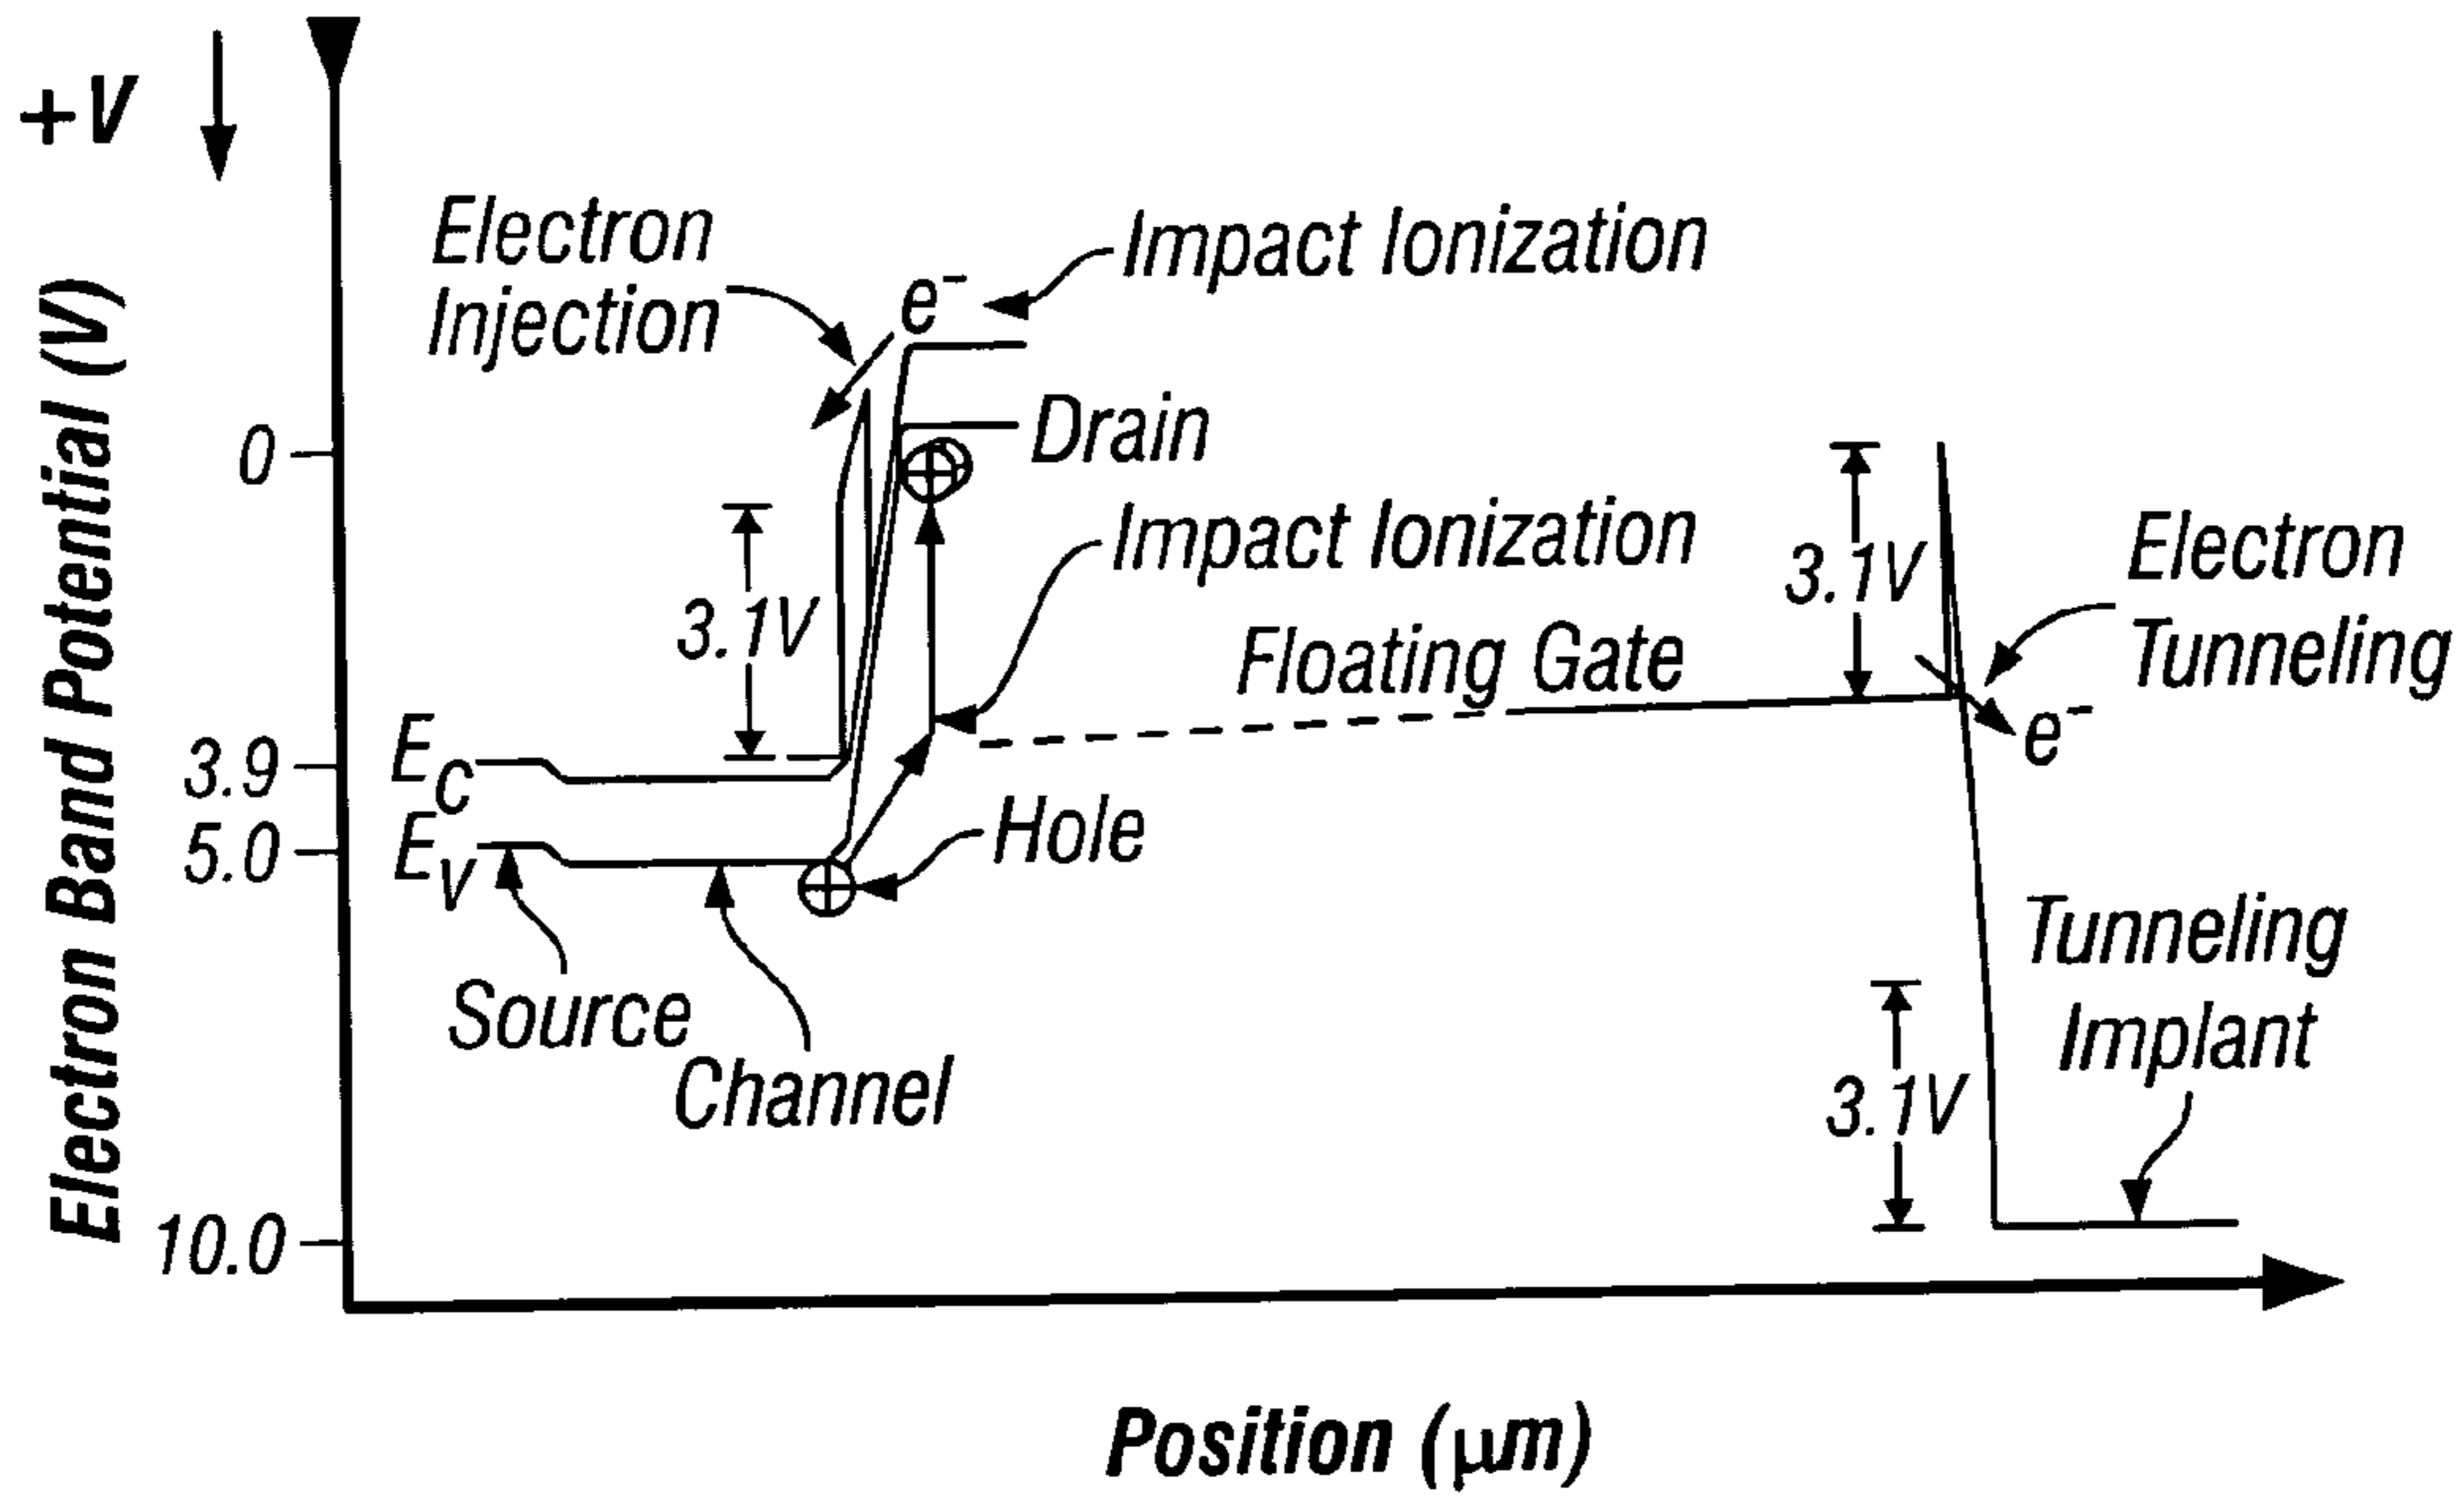 +V
Electron Band Potential (V)
0
3.9
5.0
10.0
Electron
Injection
e⁻
Impact Ionization
Drain
Impact Ionization
3.1V
Floating Gate
3.1V
Electron
Tunneling
e⁻
E_C
E_V
Hole
Source
Channel
Tunneling
Implant
3.1V
Position (μm)